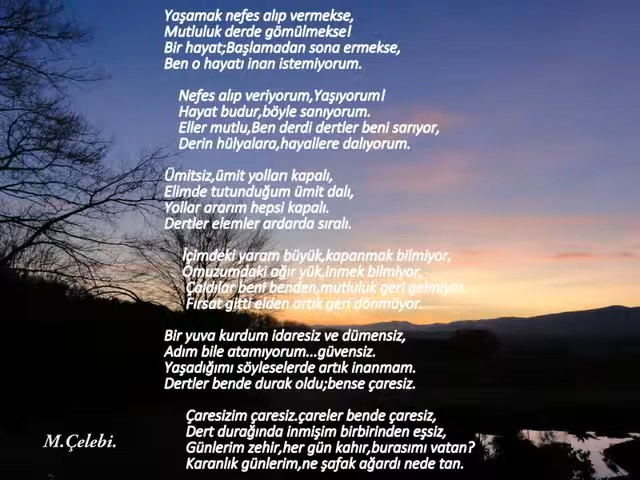 Yaşamak nefes alıp vermekse,
Mutluluk derde gömülmekse!
Bir hayat;Başlamadan sona ermekse,
Ben o hayatı inan istemiyorum.
Nefes alıp veriyorum,Yaşıyorum!
Hayat budur,böyle sanıyorum.
Eller mutlu,Ben derdi dertler beni sarıyor,
Derin hülyalara,hayallere dalıyorum.
Ümitsiz,ümit yolları kapalı,
Elimde tutunduğum ümit dalı,
Yollar ararım hepsi kapalı.
Dertler elemler ardarda sıralı.
İçimdeki yaram büyük,kapanmak bilmiyor,
Omuzumdaki ağır yük,inmek bilmiyor,
Çaldılar beni benden,mutluluk geri gelmiyor...
Fırsat gitti elden artık geri dönmüyor.
Bir yuva kurdum idaresiz ve dümensiz,
Adım bile atamıyorum...güvensiz.
Yaşadığımı söyleselerde artık inanmam.
Dertler bende durak oldu;bense çaresiz.
Çaresizim çaresiz.çareler bende çaresiz,
Dert durağında inmişim birbirinden eşsiz,
Günlerim zehir,her gün kahır,burasımı vatan?
Karanlık günlerim,ne şafak ağardı nede tan.
M.Çelebi.